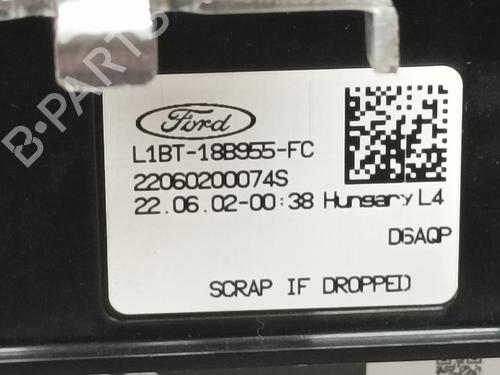 B-PARTS
Ford
L1BT-18B955-FC
22060200074S
22.06.02-00:38 Hungary L4
D6AQP
SCRAP IF DROPPED